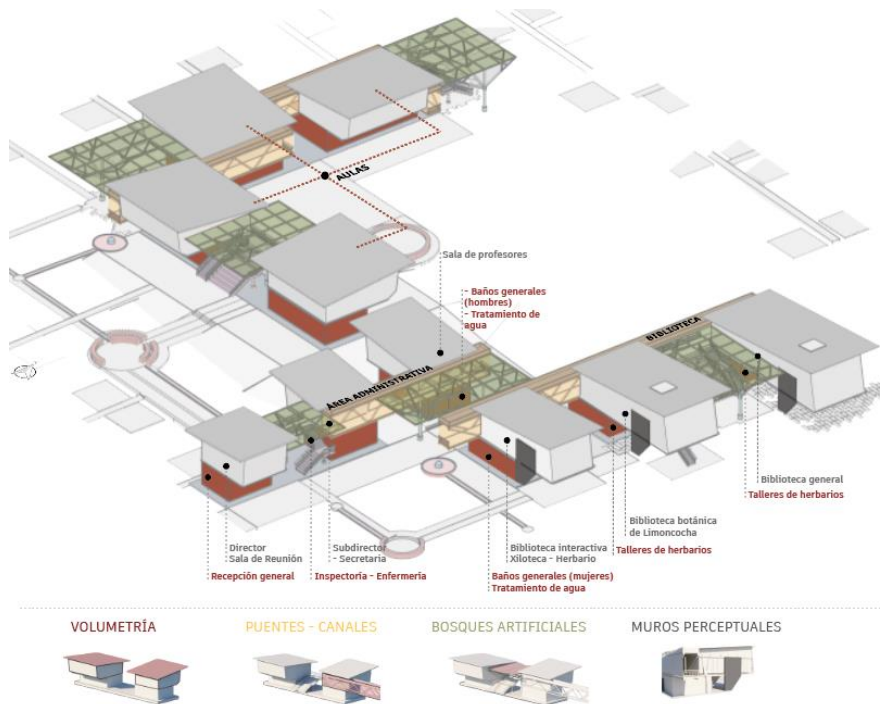 AULAS
Sala de profesores
- Baños generales
(hombres)
- Tratamiento de
agua
BIBLIOTECA
ÁREA ADMINISTRATIVA
Biblioteca general
Talleres de herbarios
Biblioteca botánica
de Limoncocha
Talleres de herbarios
Director
Sala de Reunión
Recepción general
Subdirector
- Secretaria
Inspectoría - Enfermería
Biblioteca interactiva
Xiloteca - Herbario
Baños generales (mujeres)
Tratamiento de agua
VOLUMETRÍA
PUENTES - CANALES
BOSQUES ARTIFICIALES
MUROS PERCEPTUALES